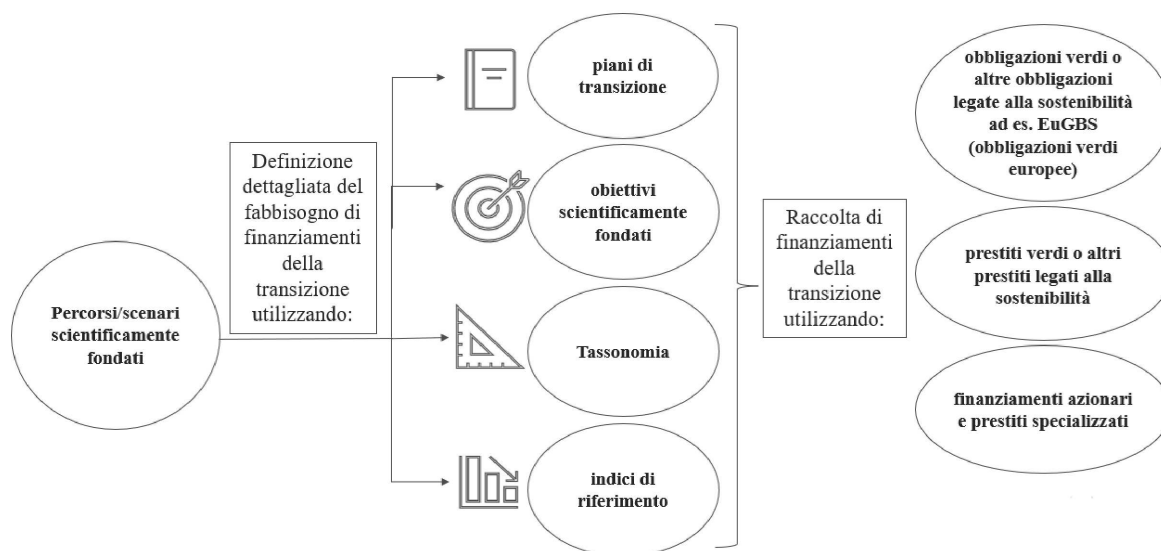 Percorsi/scenari
scientificamente
fondati
Definizione
dettagliata del
fabbisogno di
finanziamenti
della
transizione
utilizzando:
piani di
transizione
obiettivi
scientificamente
fondati
Tassonomia
indici di
riferimento
Raccolta di
finanziamenti
della
transizione
utilizzando:
obbligazioni verdi o
altre obbligazioni
legate alla sostenibilità
ad es. EuGBS
(obbligazioni verdi
europee)
prestiti verdi o altri
prestiti legati alla
sostenibilità
finanziamenti azionari
e prestiti specializzati